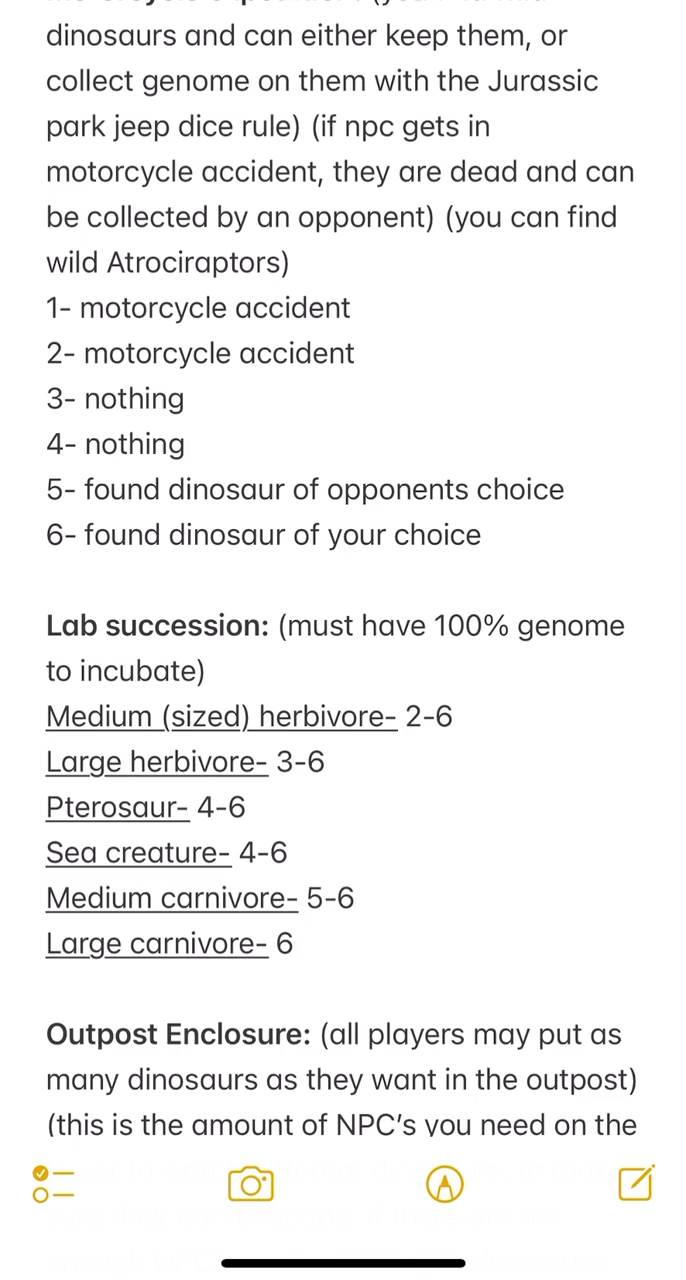 dinosaurs and can either keep them, or
collect genome on them with the Jurassic
park jeep dice rule) (if npc gets in
motorcycle accident, they are dead and can
be collected by an opponent) (you can find
wild Atrociraptors)
1- motorcycle accident
2- motorcycle accident
3- nothing
4- nothing
5- found dinosaur of opponents choice
6- found dinosaur of your choice
Lab succession: (must have 100% genome
to incubate)
Medium (sized) herbivore- 2-6
Large herbivore- 3-6
Pterosaur- 4-6
Sea creature- 4-6
Medium carnivore- 5-6
Large carnivore- 6
Outpost Enclosure: (all players may put as
many dinosaurs as they want in the outpost)
(this is the amount of NPC’s you need on the